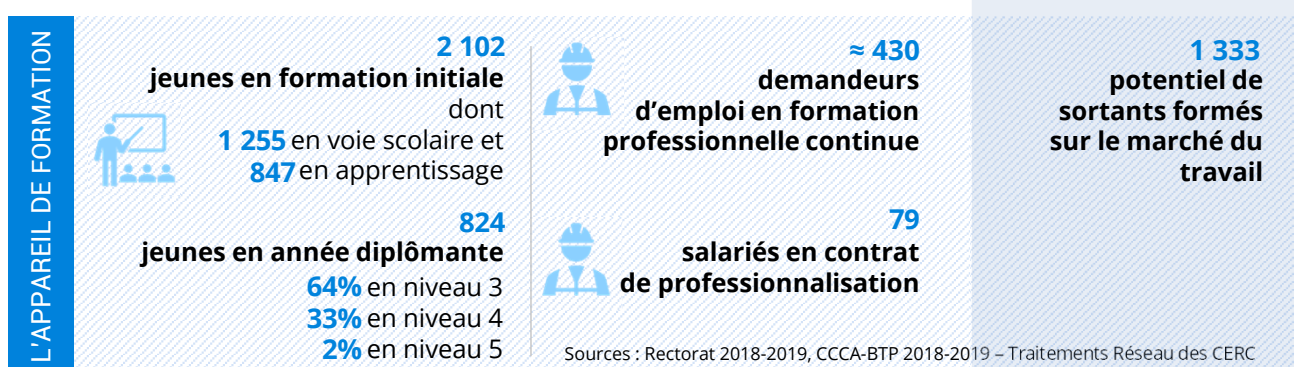 L'APPAREIL DE FORMATION
2 102
jeunes en formation initiale
dont
1 255 en voie scolaire et
847 en apprentissage
824
jeunes en année diplômante
64% en niveau 3
33% en niveau 4
2% en niveau 5
≈ 430
demandeurs
d’emploi en formation
professionnelle continue
79
salariés en contrat
de professionnalisation
1 333
potentiel de
sortants formés
sur le marché du
travail
Sources : Rectorat 2018-2019, CCCA-BTP 2018-2019 – Traitements Réseau des CERC